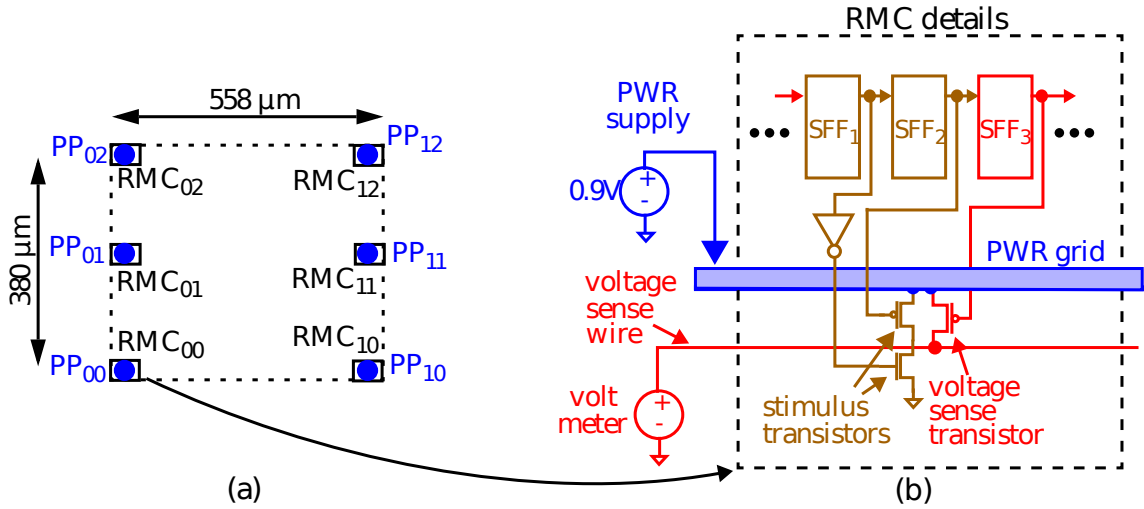 558 µm
380 µm
PP02
RMC02
PP12
RMC12
PP01
RMC01
PP11
RMC11
RMC00
PP00
RMC10
PP10
(a)
RMC details
PWR
supply
0.9V
+
-
SFF1
SFF2
SFF3
PWR grid
voltage
sense
wire
volt
meter
+
-
stimulus
transistors
voltage
sense
transistor
(b)